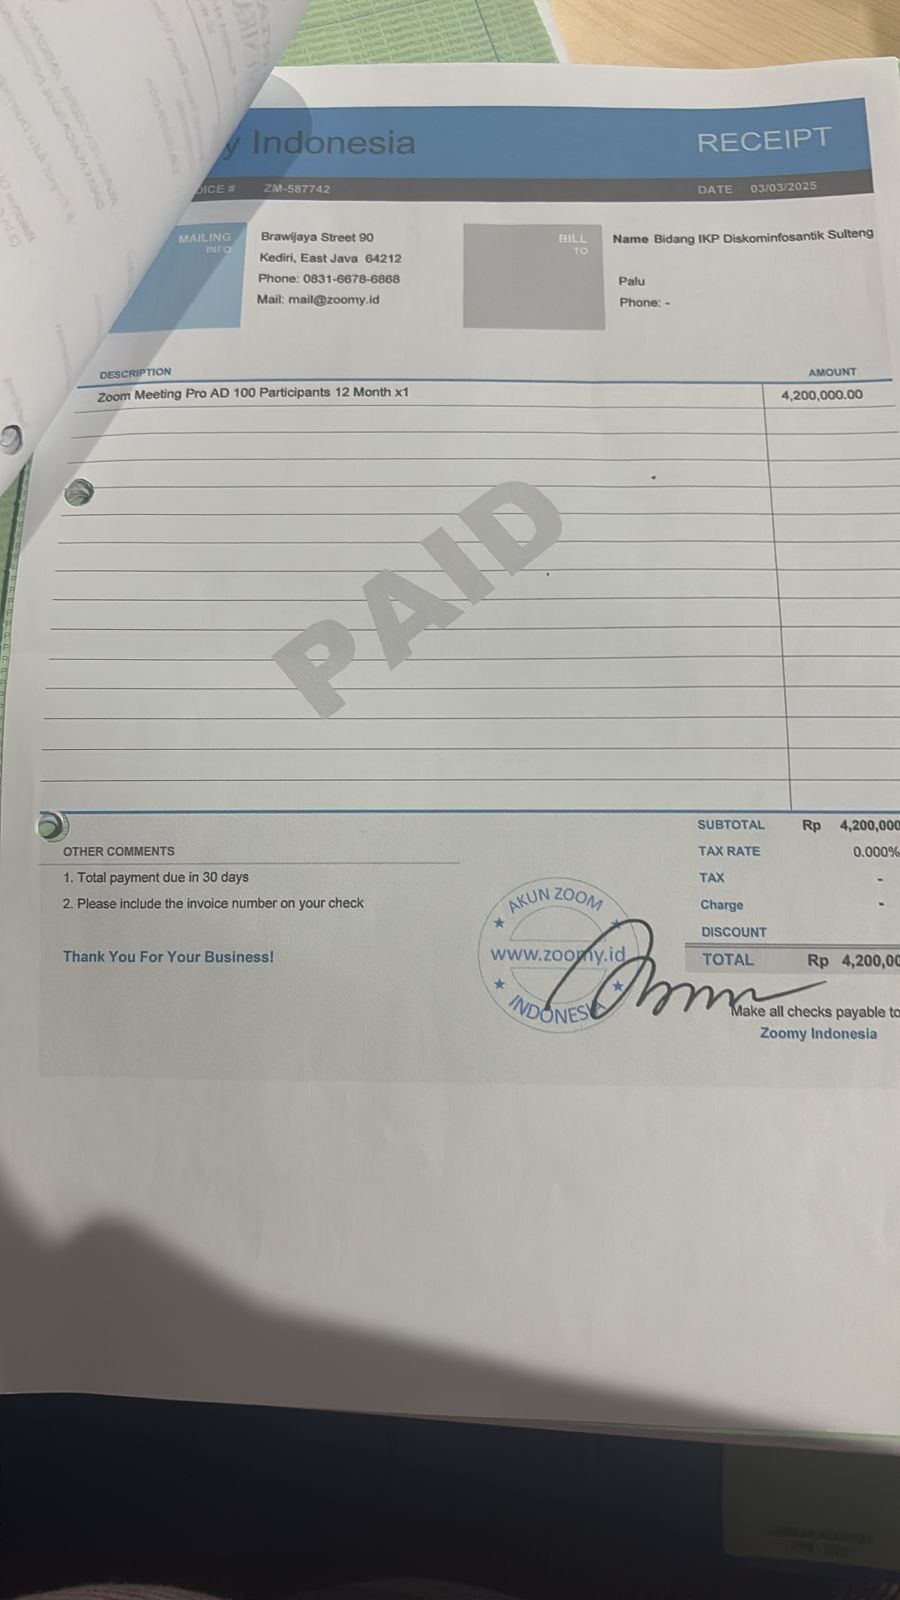 y Indonesia
RECEIPT
OICE # ZM-587742
DATE 03/03/2025
MAILING
INFO
Brawijaya Street 90
Kediri, East Java 64212
Phone: 0831-6678-6868
Mail: mail@zoomy.id
BILL
TO
Name Bidang IKP Diskominfosantik Sulteng
Palu
Phone: -
DESCRIPTION
AMOUNT
Zoom Meeting Pro AD 100 Participants 12 Month x1
4,200,000.00
PAID
SUBTOTAL Rp 4,200,000
TAX RATE 0.000%
TAX -
Charge -
DISCOUNT
TOTAL Rp 4,200,00
OTHER COMMENTS
1. Total payment due in 30 days
2. Please include the invoice number on your check
Thank You For Your Business!
AKUN ZOOM
www.zoomy.id
INDONESIA
Make all checks payable to
Zoomy Indonesia